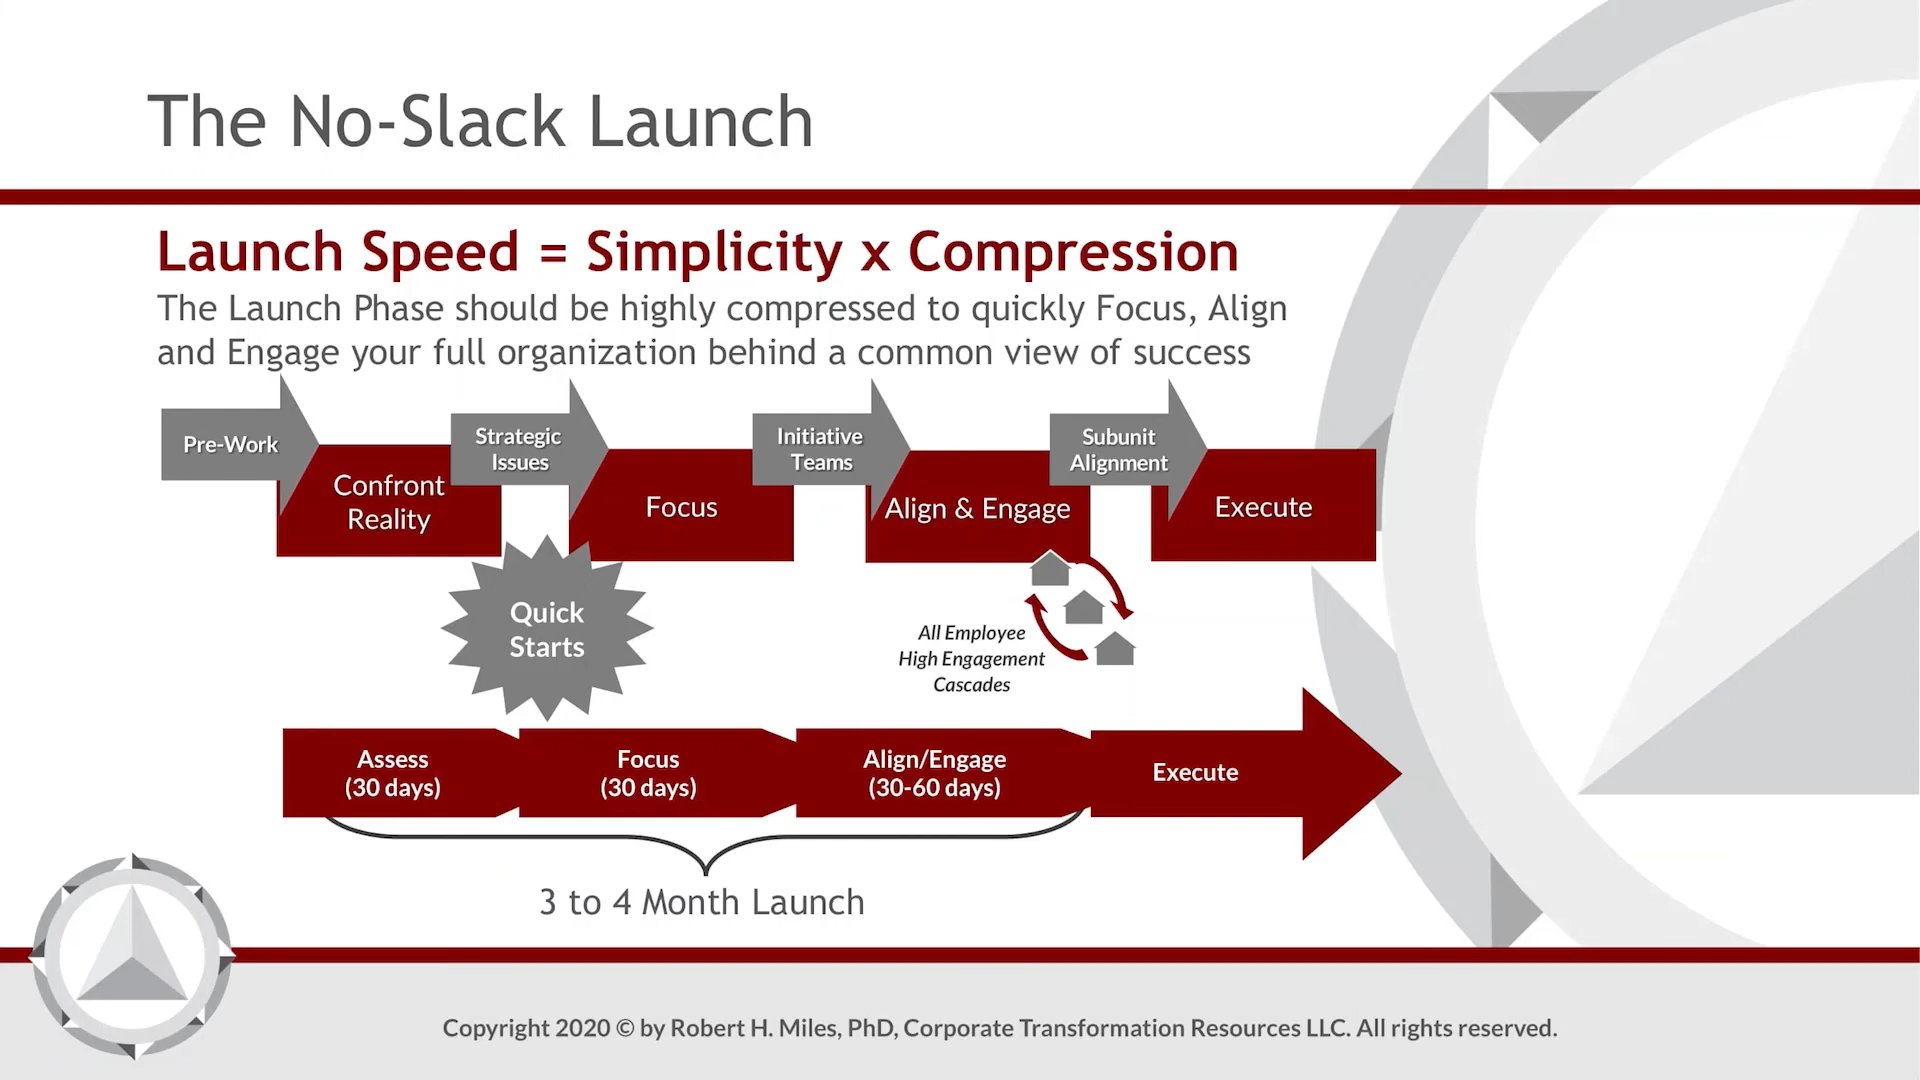 The No-Slack Launch
Launch Speed = Simplicity x Compression
The Launch Phase should be highly compressed to quickly Focus, Align
and Engage your full organization behind a common view of success
Pre-Work
Confront
Reality
Strategic
Issues
Focus
Initiative
Teams
Align & Engage
Subunit
Alignment
Execute
Quick
Starts
All Employee
High Engagement
Cascades
Assess
(30 days)
Focus
(30 days)
Align/Engage
(30-60 days)
Execute
3 to 4 Month Launch
Copyright 2020 © by Robert H. Miles, PhD, Corporate Transformation Resources LLC. All rights reserved.